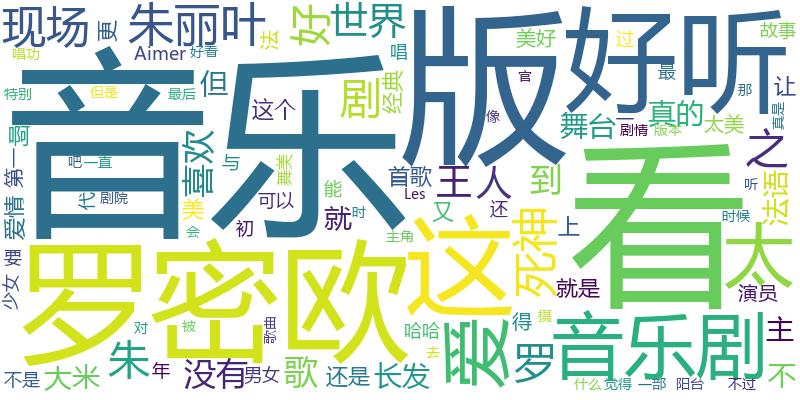 现场 更 朱丽叶 好 世界 美好 过 故事
唱功 Aimer 好看 法 唱 官 最
音乐 版 好听
特别 但是 最后 但 这个 剧 经典 像 那 让
啊 第一 喜欢 舞台 一 剧情 真的 版本 太美 真是
吧 一直 与 舞美 能 首歌 Les 王 人 到 之 听
爱情 代 剧院 美 可以 就 时 又 还 法语 时候
会 初 主角 死神 上 看 太
少女 罗密欧 这 就是 演员
对 被 歌曲 哈哈 爱 得 摄 音乐剧 主
朱 去 罗
不是 大米 年 没有 男女 歌 还是 长发 什么 觉得 一部 阳台 不过 不